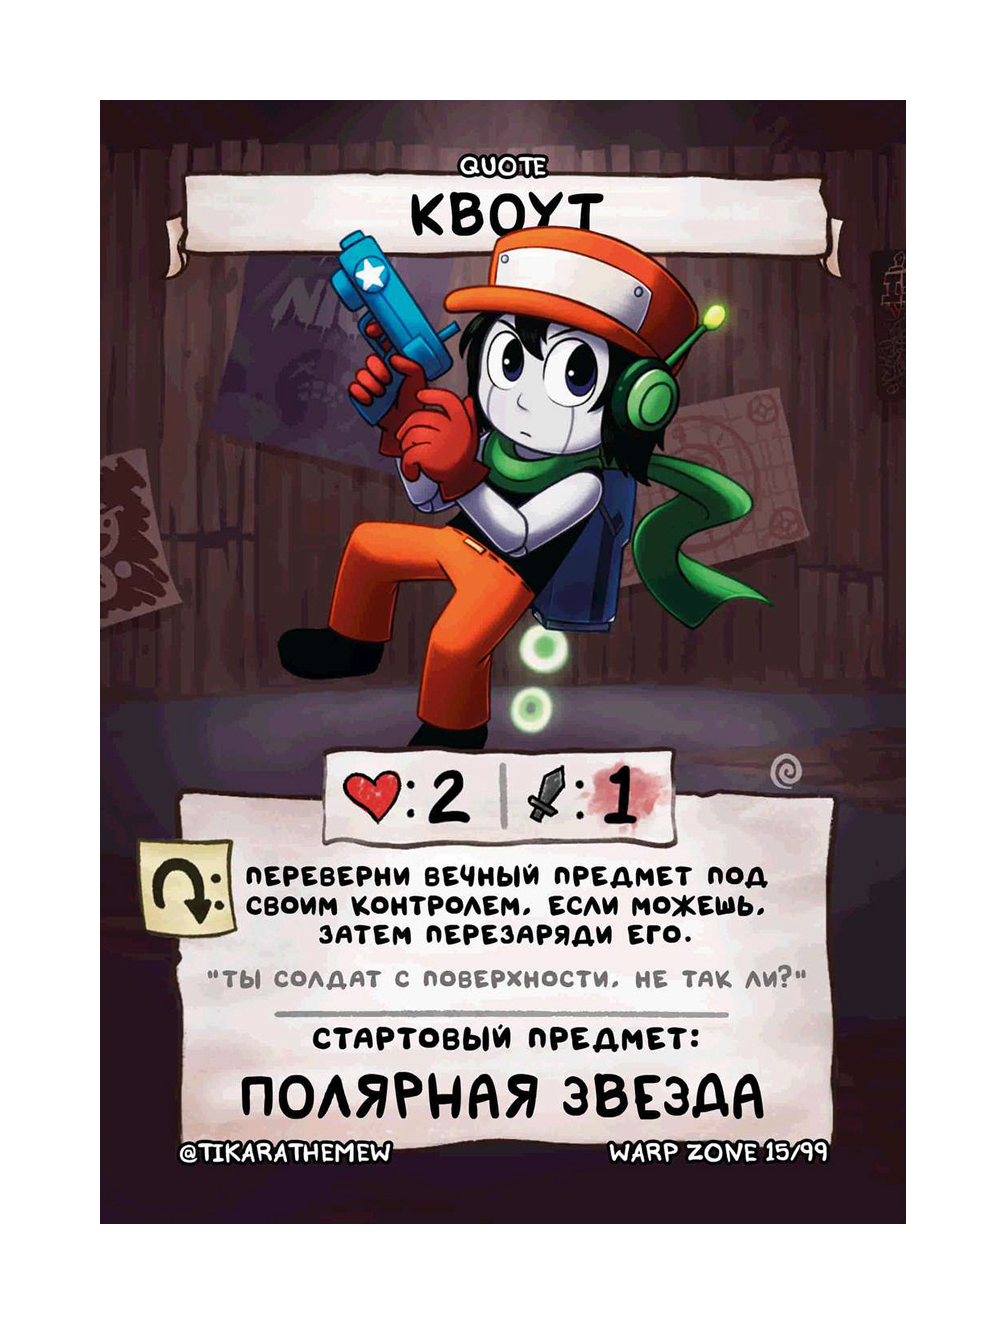 QUOTE
КВОУТ
:2 :1
ПЕРЕВЕРНИ ВЕЧНЫЙ ПРЕДМЕТ ПОД
СВОИМ КОНТРОЛЕМ, ЕСЛИ МОЖЕШЬ,
ЗАТЕМ ПЕРЕЗАРЯДИ ЕГО.
"ТЫ СОЛДАТ С ПОВЕРХНОСТИ, НЕ ТАК ЛИ?"
СТАРТОВЫЙ ПРЕДМЕТ:
ПОЛЯРНАЯ ЗВЕЗДА
@TIKARATHEMEW
WARP ZONE 15/99